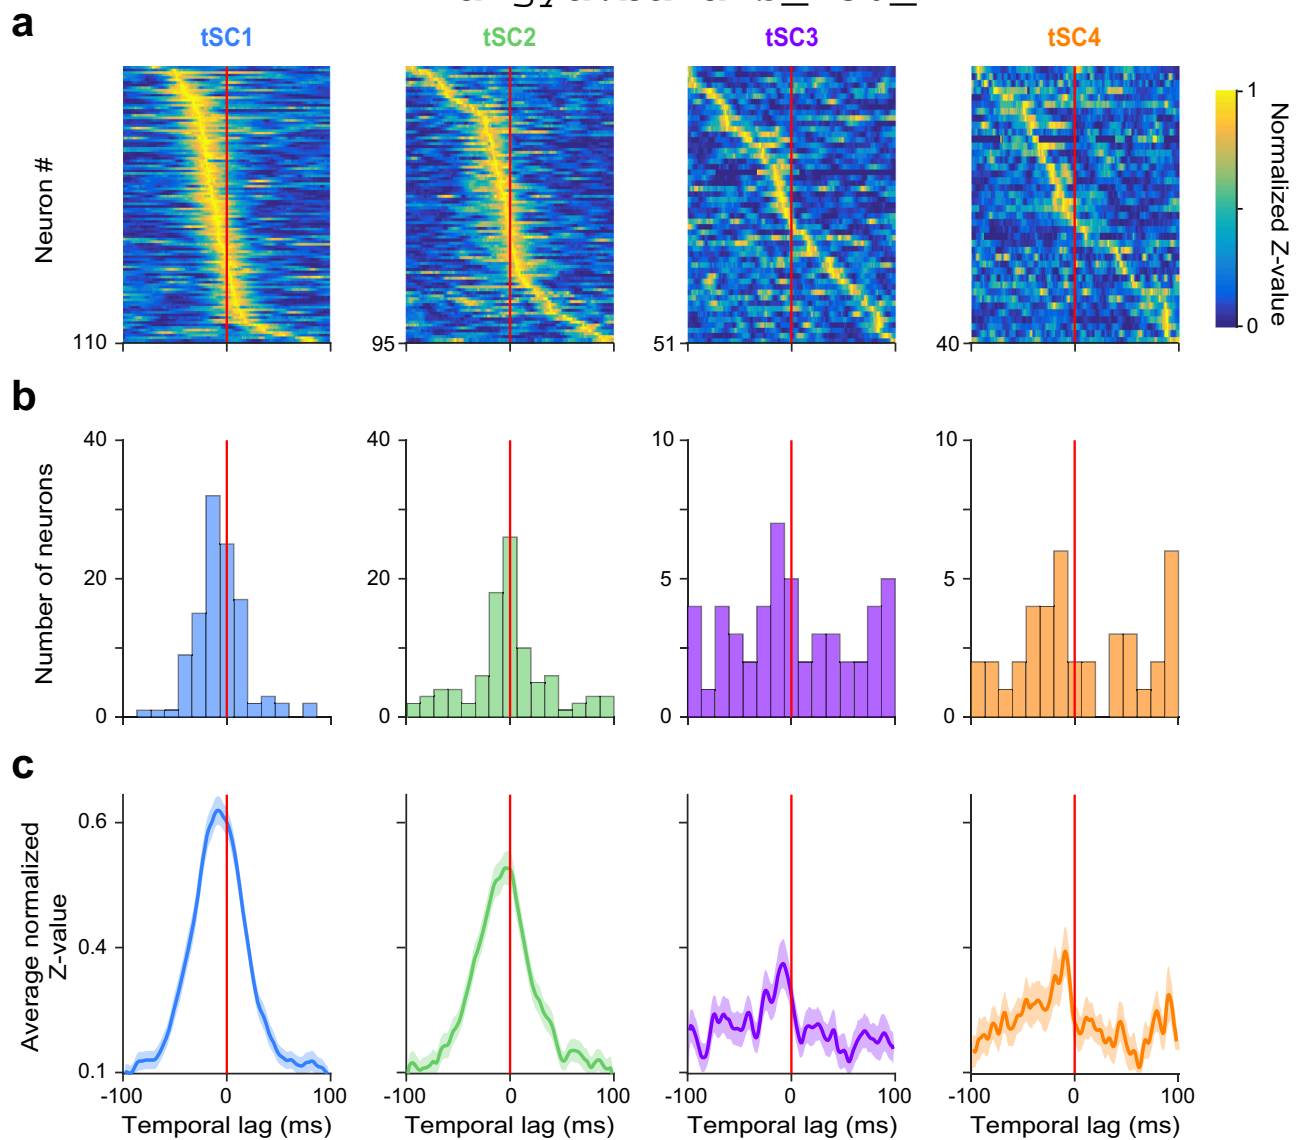 a
tSC1 tSC2 tSC3 tSC4
Neuron #
110 95 51 40
1
0
Normalized Z-value
b
Number of neurons
40 40 10 10
20 20 5 5
0 0 0 0
c
Average normalized
Z-value
0.6
0.4
0.1
-100 0 100 -100 0 100 -100 0 100 -100 0 100
Temporal lag (ms) Temporal lag (ms) Temporal lag (ms) Temporal lag (ms)